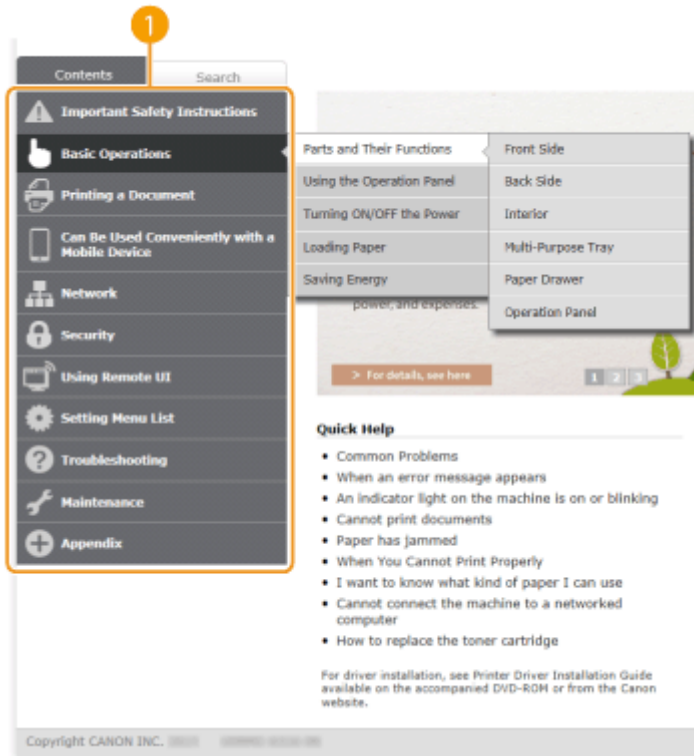 1
Contents
Search
Important Safety Instructions
Basic Operations
Printing a Document
Can Be Used Conveniently with a
Mobile Device
Network
Security
Using Remote UI
Setting Menu List
Troubleshooting
Maintenance
Appendix
Parts and Their Functions
Using the Operation Panel
Turning ON/OFF the Power
Loading Paper
Saving Energy
Front Side
Back Side
Interior
Multi-Purpose Tray
Paper Drawer
Operation Panel
power, and expenses.
> For details, see here
1 2 3
Quick Help
• Common Problems
• When an error message appears
• An indicator light on the machine is on or blinking
• Cannot print documents
• Paper has jammed
• When You Cannot Print Properly
• I want to know what kind of paper I can use
• Cannot connect the machine to a networked
computer
• How to replace the toner cartridge
For driver installation, see Printer Driver Installation Guide
available on the accompanied DVD-ROM or from the Canon
website.
Copyright CANON INC.